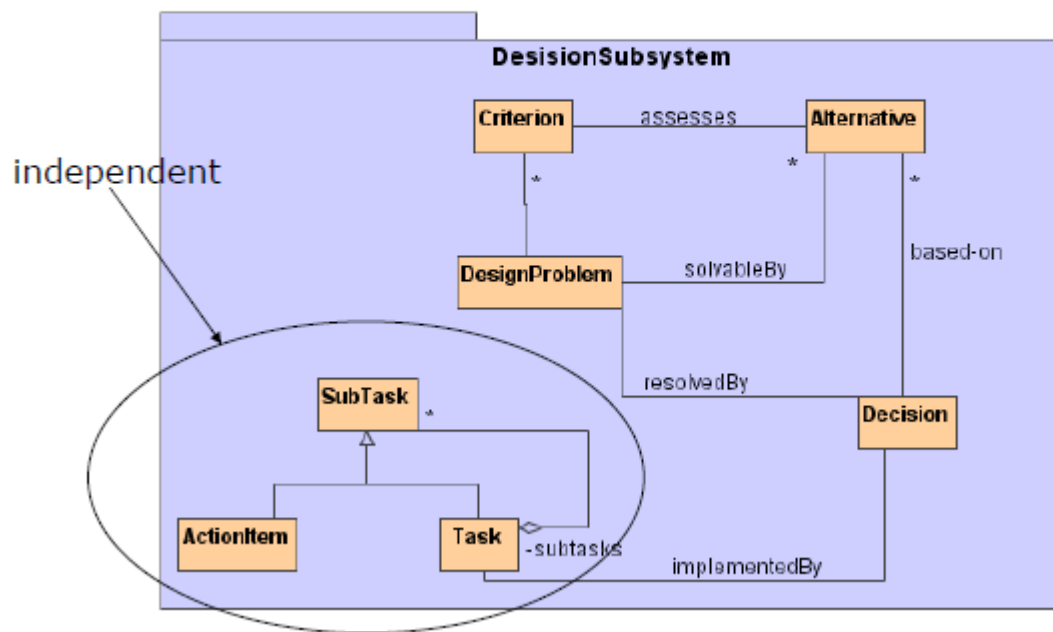 DesisionSubsystem
Criterion
assesses
Alternative
independent
*
*
*
based-on
DesignProblem
solvableBy
SubTask
*
resolvedBy
Decision
ActionItem
Task
-subtasks
implementedBy